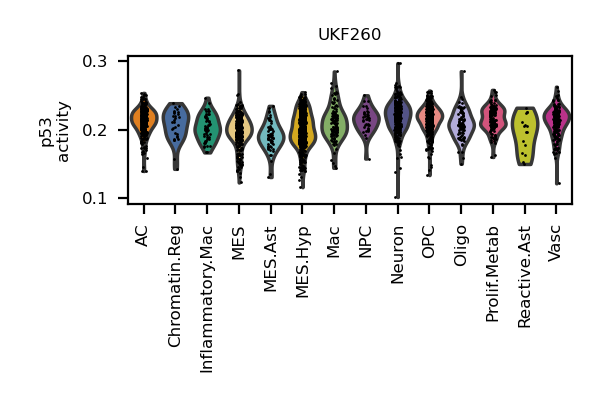 UKF260
p53
activity
0.3
0.2
0.1
AC
Chromatin.Reg
Inflammatory.Mac
MES
MES.Ast
MES.Hyp
Mac
NPC
Neuron
OPC
Oligo
Prolif.Metab
Reactive.Ast
Vasc